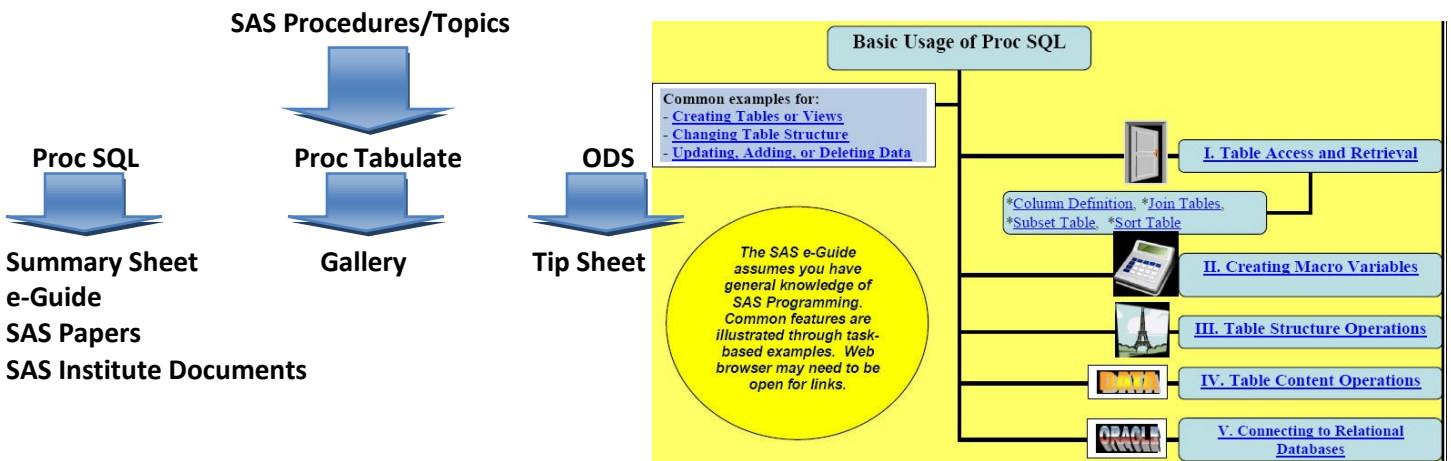 SAS Procedures/Topics
Proc SQL
Proc Tabulate
ODS
Summary Sheet
e-Guide
SAS Papers
SAS Institute Documents
Gallery
Tip Sheet
Basic Usage of Proc SQL
Common examples for:
- Creating Tables or Views
- Changing Table Structure
- Updating, Adding, or Deleting Data
I. Table Access and Retrieval
*Column Definition, *Join Tables,
*Subset Table, *Sort Table
The SAS e-Guide
assumes you have
general knowledge of
SAS Programming.
Common features are
illustrated through task-
based examples. Web
browser may need to be
open for links.
II. Creating Macro Variables
III. Table Structure Operations
DATA
IV. Table Content Operations
ORACLE
V. Connecting to Relational
Databases